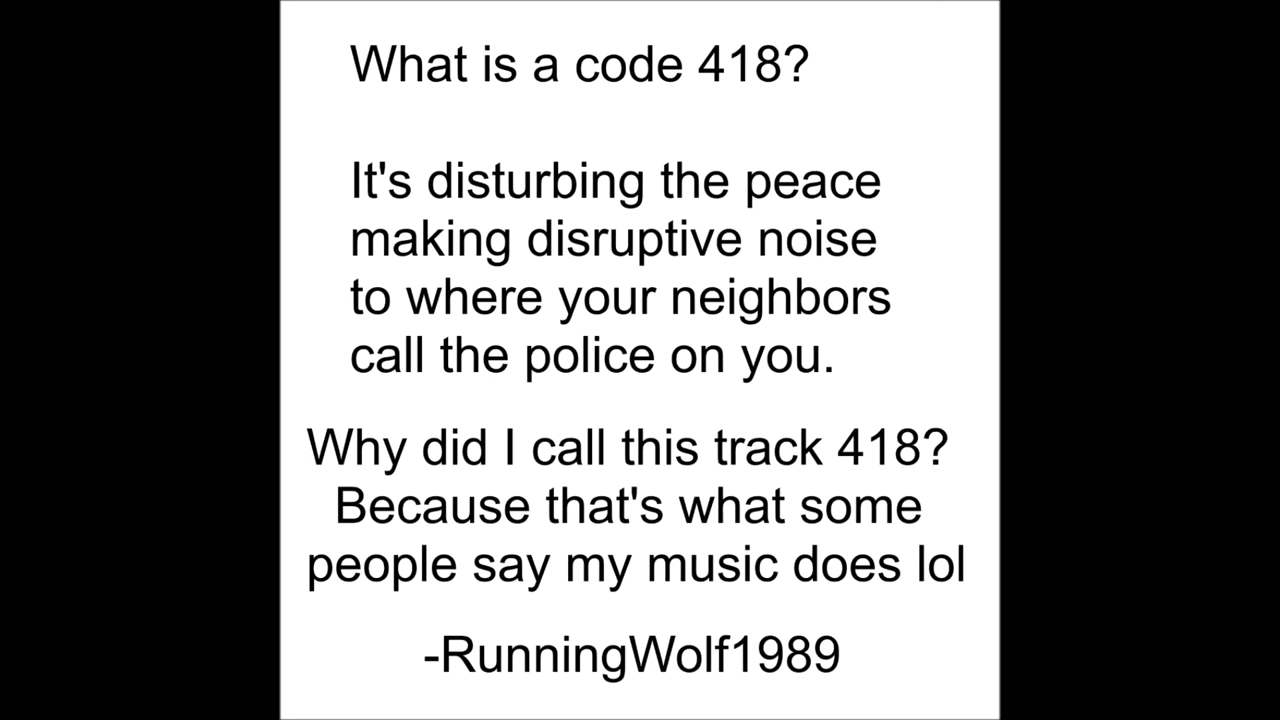 What is a code 418?
It's disturbing the peace
making disruptive noise
to where your neighbors
call the police on you.
Why did I call this track 418?
Because that's what some
people say my music does lol
-RunningWolf1989